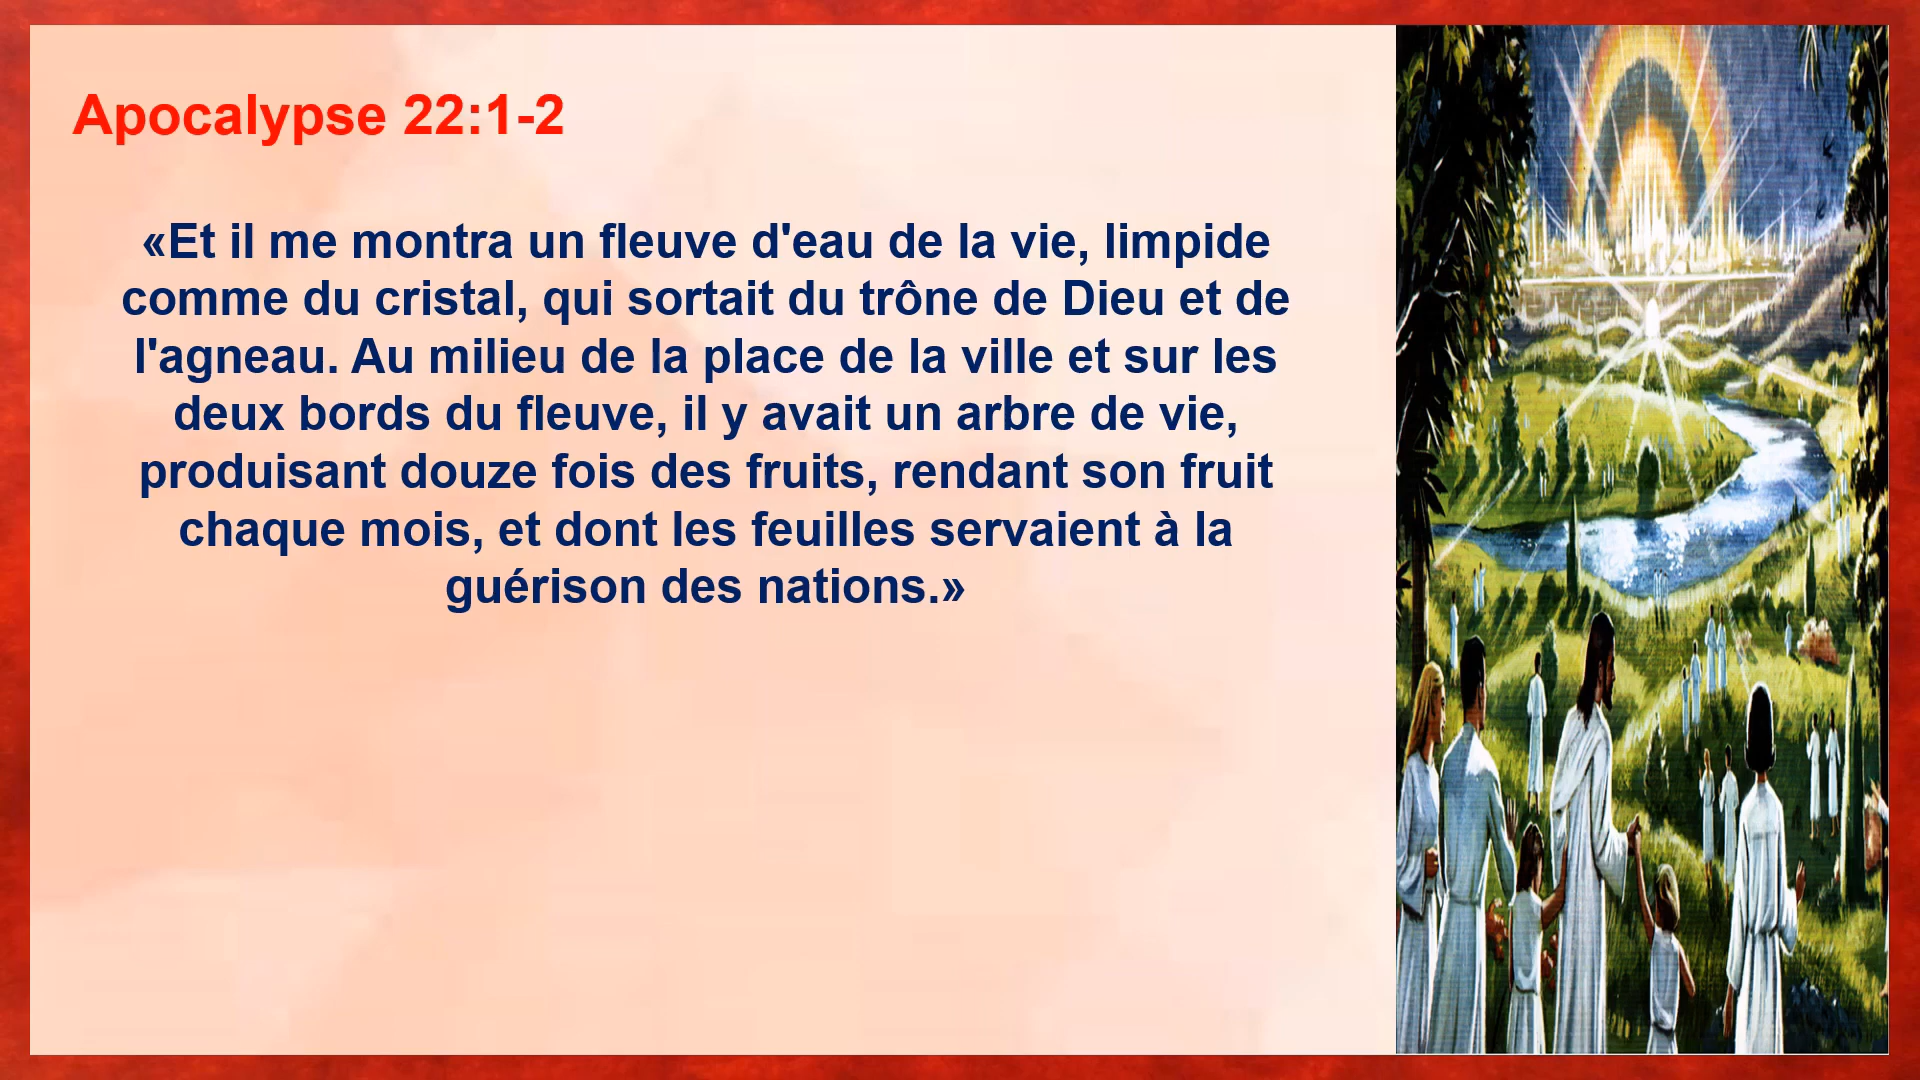 Apocalypse 22:1-2
«Et il me montra un fleuve d'eau de la vie, limpide
comme du cristal, qui sortait du trône de Dieu et de
l'agneau. Au milieu de la place de la ville et sur les
deux bords du fleuve, il y avait un arbre de vie,
produisant douze fois des fruits, rendant son fruit
chaque mois, et dont les feuilles servaient à la
guérison des nations.»